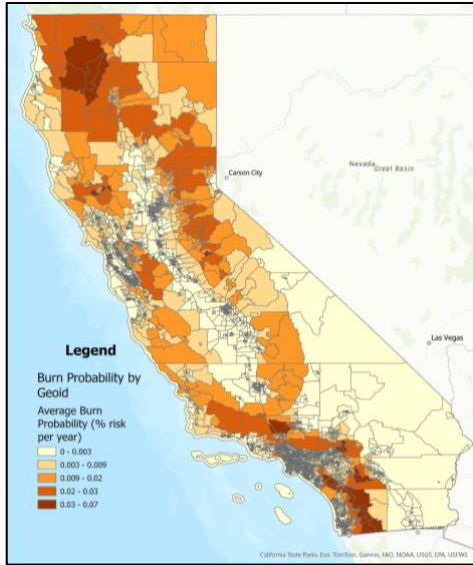 Carson City
Nevada
Great Basin
Las Vegas
Legend
Burn Probability by
Geoid
Average Burn
Probability (% risk
per year)
0 - 0.003
0.003 - 0.009
0.009 - 0.02
0.02 - 0.03
0.03 - 0.07
California State Parks, Esri, TomTom, Garmin, FAO, NOAA, USGS, EPA, USFWS